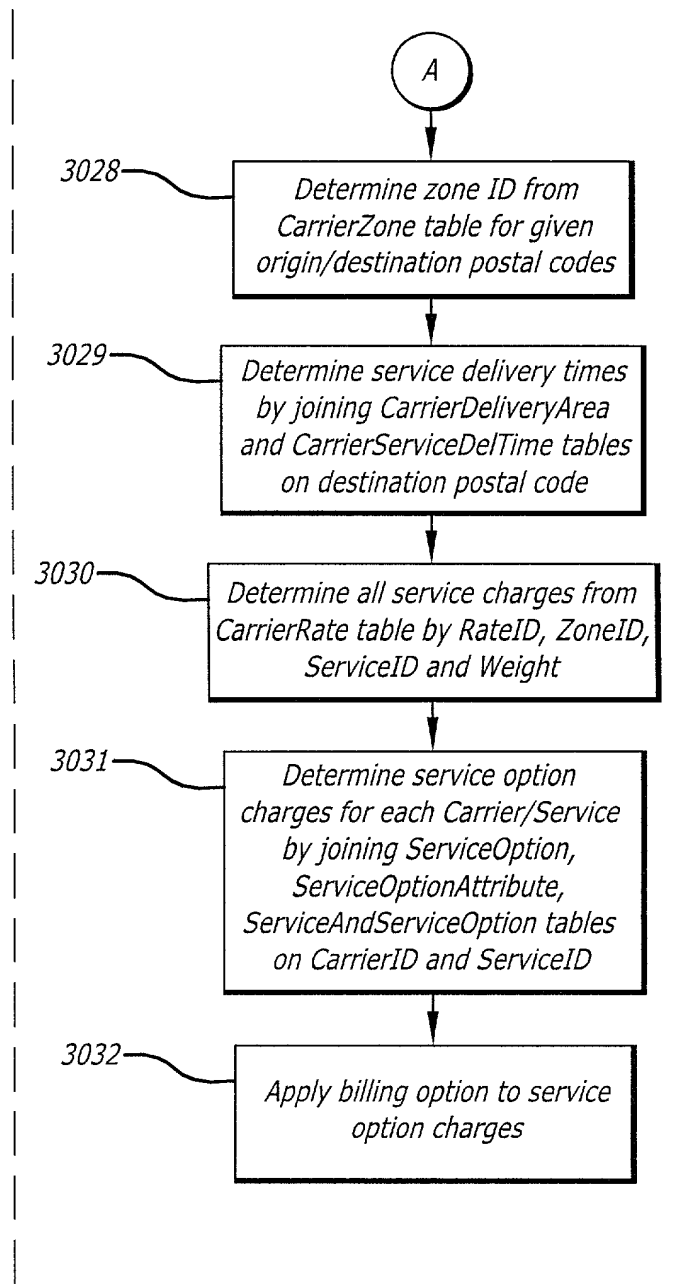 A
3028
Determine zone ID from
CarrierZone table for given
origin/destination postal codes
3029
Determine service delivery times
by joining CarrierDeliveryArea
and CarrierServiceDelTime tables
on destination postal code
3030
Determine all service charges from
CarrierRate table by RateID, ZoneID,
ServiceID and Weight
3031
Determine service option
charges for each Carrier/Service
by joining ServiceOption,
ServiceOptionAttribute,
ServiceAndServiceOption tables
on CarrierID and ServiceID
3032
Apply billing option to service
option charges